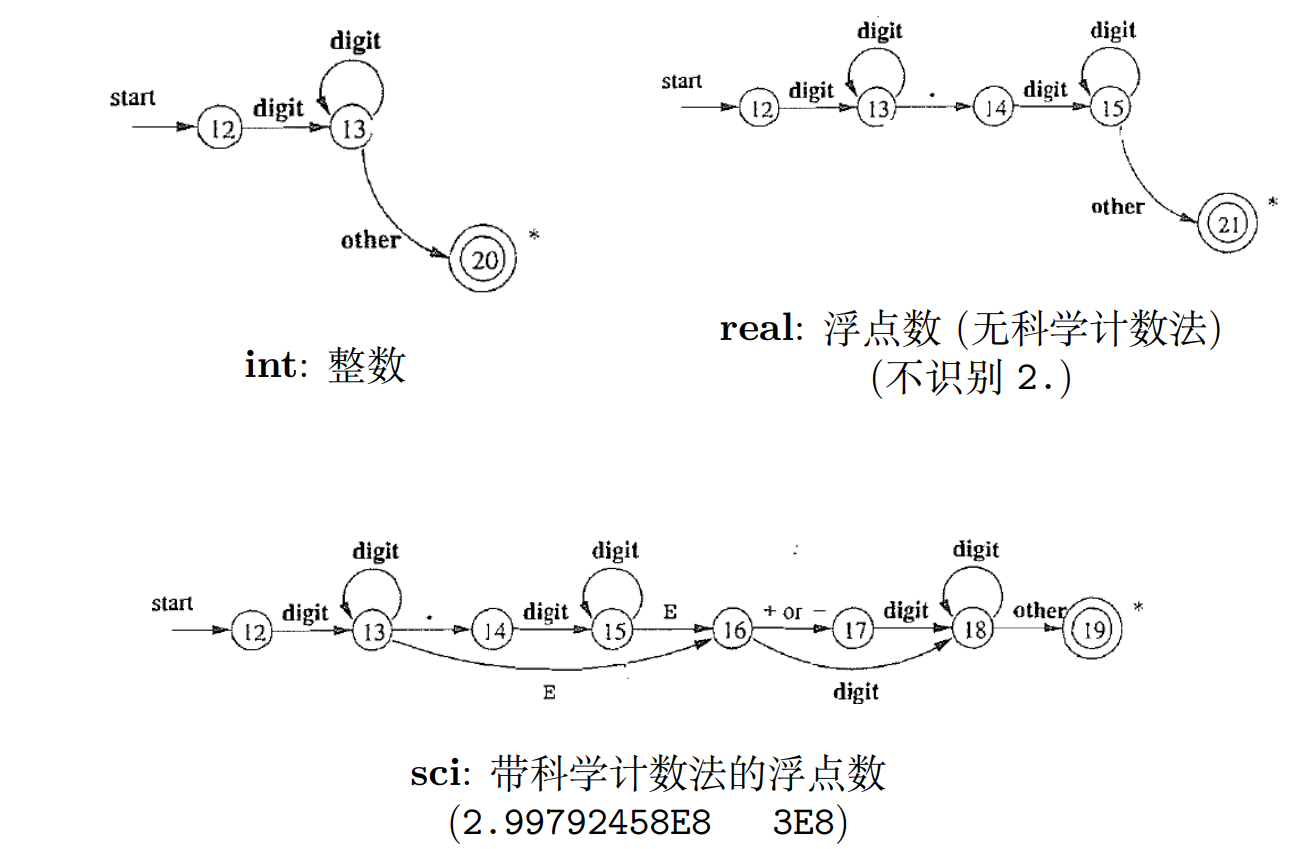 digit
start
digit
12
13
other
20
*
int: 整数
digit
digit
start
digit
.
digit
12
13
14
15
other
21
*
real: 浮点数 (无科学计数法)
(不识别 2.)
digit
digit
digit
start
digit
.
digit
E
+ or −
digit
other
*
12
13
14
15
16
17
18
19
E
digit
sci: 带科学计数法的浮点数
(2.99792458E8 3E8)